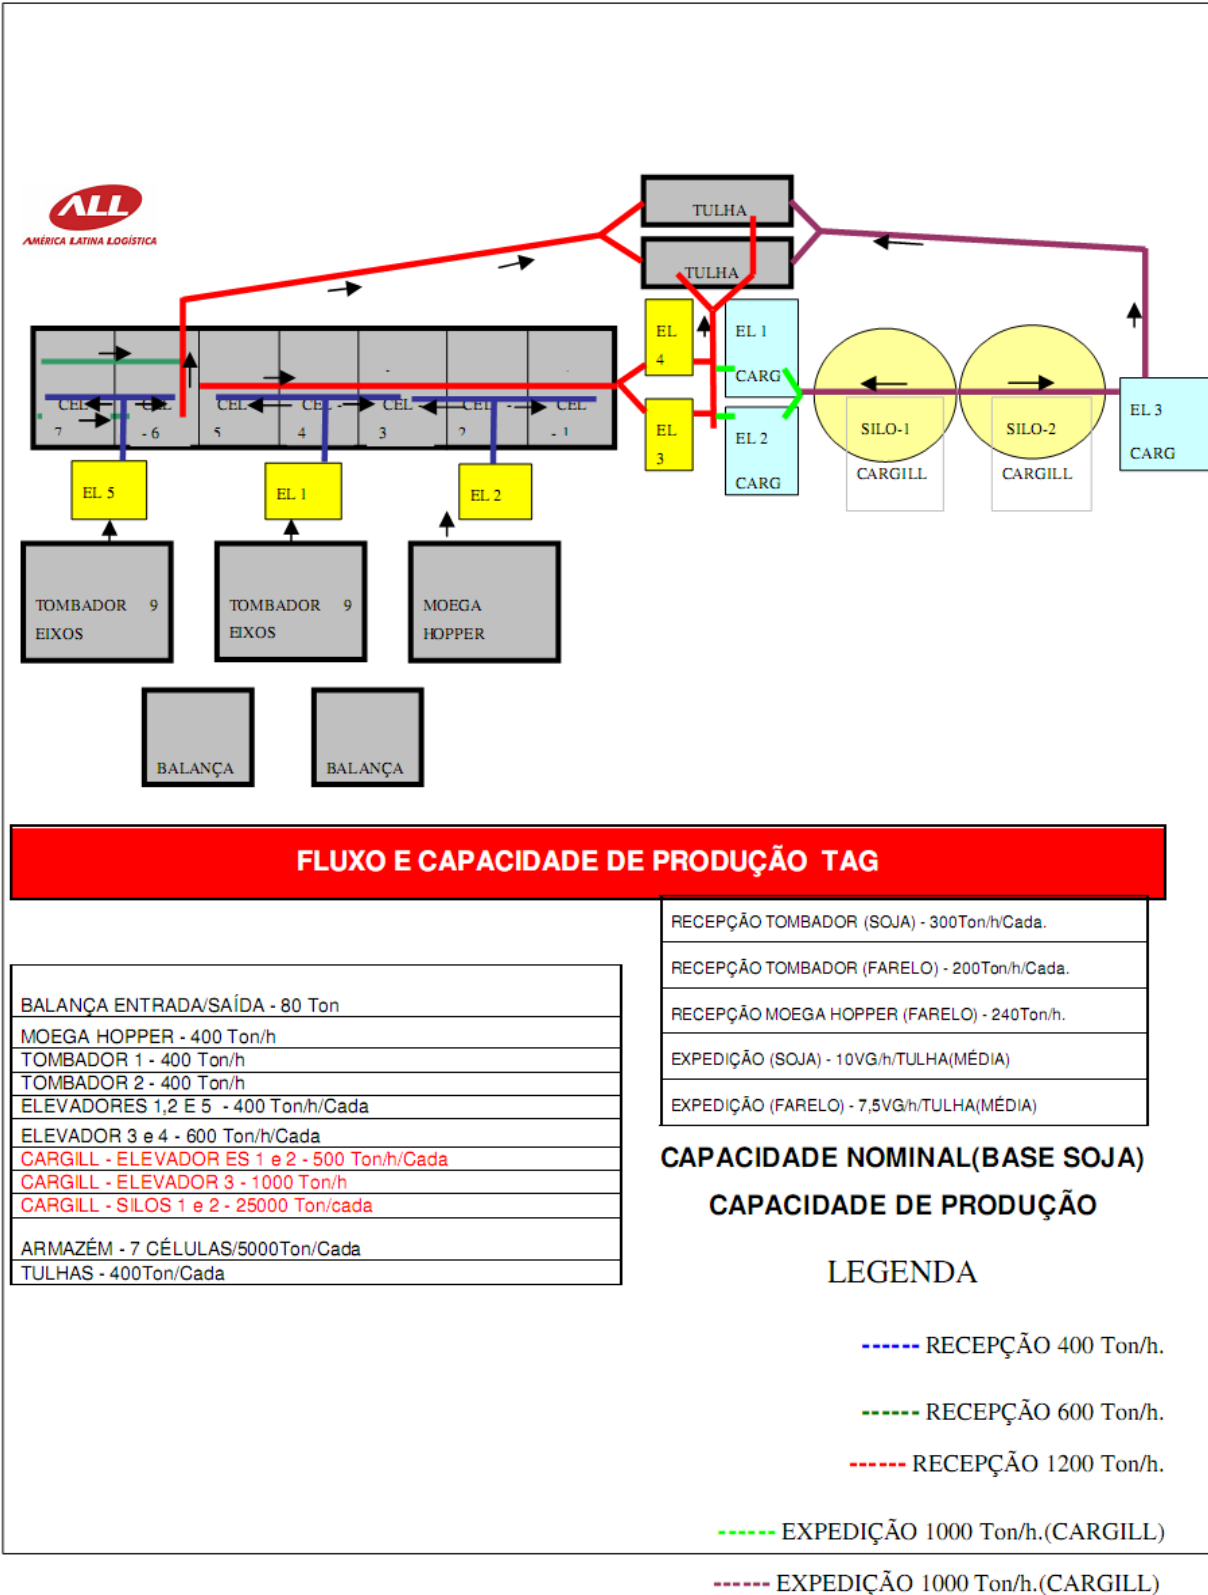 ALL
AMÉRICA LATINA LOGÍSTICA
TULHA
TULHA
EL
4
EL 1
CARG
EL
3
EL 2
CARG
SILO-1
CARGILL
SILO-2
CARGILL
EL 3
CARG
CEL
7
CEL
- 6
CEL
5
CEL -
4
CEL
3
CEL -
2
CEL
- 1
EL 5
EL 1
EL 2
TOMBADOR 9
EIXOS
TOMBADOR 9
EIXOS
MOEGA
HOPPER
BALANÇA
BALANÇA
FLUXO E CAPACIDADE DE PRODUÇÃO TAG
BALANÇA ENTRADA/SAÍDA - 80 Ton
MOEGA HOPPER - 400 Ton/h
TOMBADOR 1 - 400 Ton/h
TOMBADOR 2 - 400 Ton/h
ELEVADORES 1,2 E 5 - 400 Ton/h/Cada
ELEVADOR 3 e 4 - 600 Ton/h/Cada
CARGILL - ELEVADOR ES 1 e 2 - 500 Ton/h/Cada
CARGILL - ELEVADOR 3 - 1000 Ton/h
CARGILL - SILOS 1 e 2 - 25000 Ton/cada
ARMAZÉM - 7 CÉLULAS/5000Ton/Cada
TULHAS - 400Ton/Cada
RECEPÇÃO TOMBADOR (SOJA) - 300Ton/h/Cada.
RECEPÇÃO TOMBADOR (FARELO) - 200Ton/h/Cada.
RECEPÇÃO MOEGA HOPPER (FARELO) - 240Ton/h.
EXPEDIÇÃO (SOJA) - 10VG/h/TULHA(MÉDIA)
EXPEDIÇÃO (FARELO) - 7,5VG/h/TULHA(MÉDIA)
CAPACIDADE NOMINAL(BASE SOJA)
CAPACIDADE DE PRODUÇÃO
LEGENDA
------ RECEPÇÃO 400 Ton/h.
------ RECEPÇÃO 600 Ton/h.
------ RECEPÇÃO 1200 Ton/h.
------ EXPEDIÇÃO 1000 Ton/h.(CARGILL)
------ EXPEDIÇÃO 1000 Ton/h.(CARGILL)